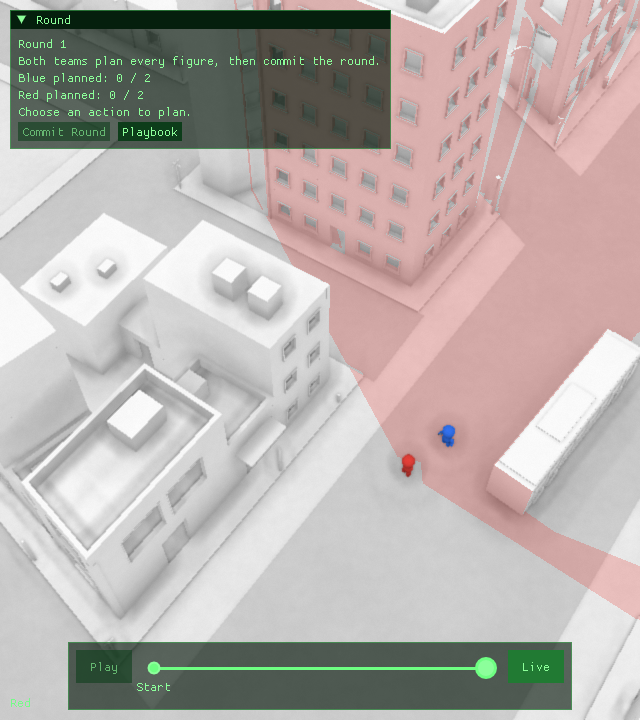 Round
Round 1
Both teams plan every figure, then commit the round.
Blue planned: 0 / 2
Red planned: 0 / 2
Choose an action to plan.
Commit Round Playbook
Play Live
Start